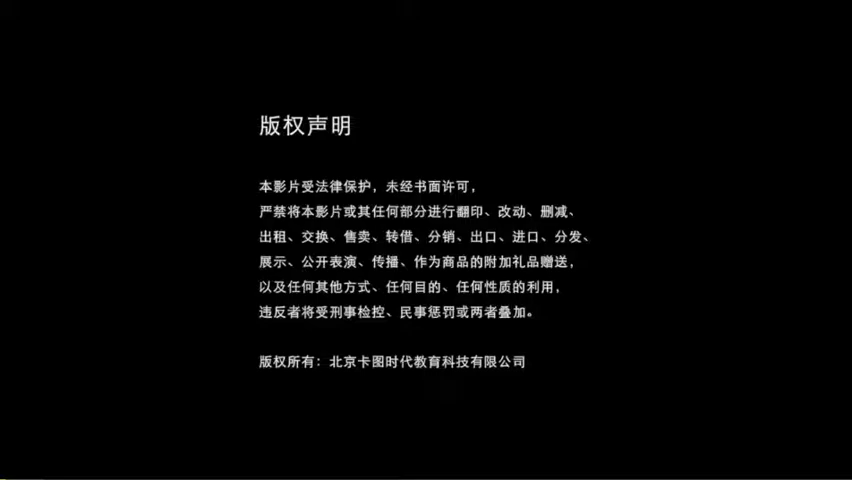 版权声明
本影片受法律保护，未经书面许可，
严禁将本影片或其任何部分进行翻印、改动、删减、
出租、交换、售卖、转借、分销、出口、进口、分发、
展示、公开表演、传播、作为商品的附加礼品赠送，
以及任何其他方式、任何目的、任何性质的利用，
违反者将受刑事检控、民事惩罚或两者叠加。
版权所有：北京卡图时代教育科技有限公司